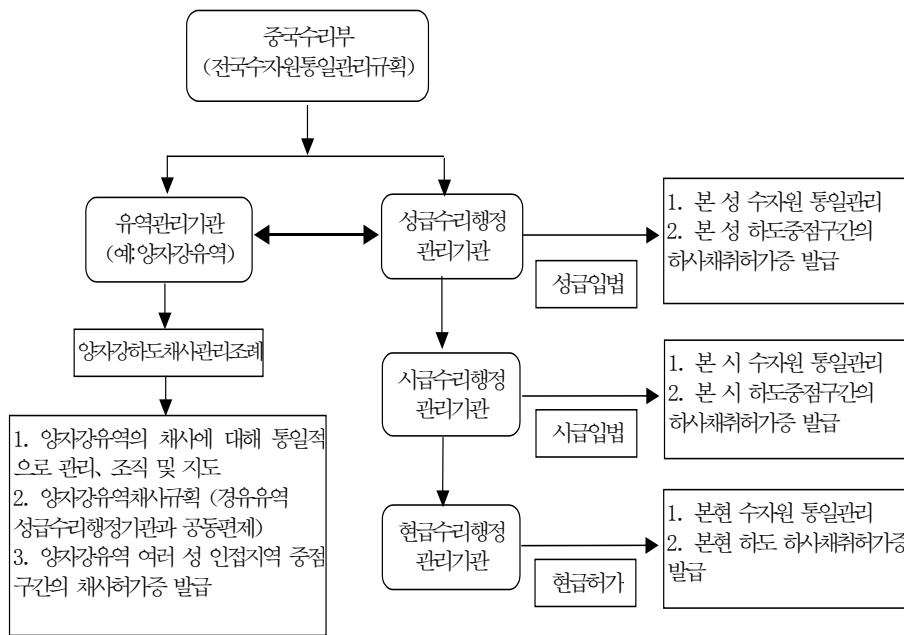 중국수리부
(전국수자원통일관리규획)
유역관리기관
(예:양자강유역)
성급수리행정
관리기관
1. 본 성 수자원 통일관리
2. 본 성 하도중점구간의
하사채취허가증 발급
성급입법
양자강하도채사관리조례
시급수리행정
관리기관
1. 본 시 수자원 통일관리
2. 본 시 하도중점구간의
하사채취허가증 발급
시급입법
1. 양자강유역의 채사에 대해 통일적
으로 관리、조직 및 지도
2. 양자강유역채사규획 (경유유역
성급수리행정기관과 공동편제)
3. 양자강유역 여러 성 인접지역 중점
구간의 채사허가증 발급
현급수리행정
관리기관
1. 본현 수자원 통일관리
2. 본현 하도 하사채취허가증
발급
현급허가